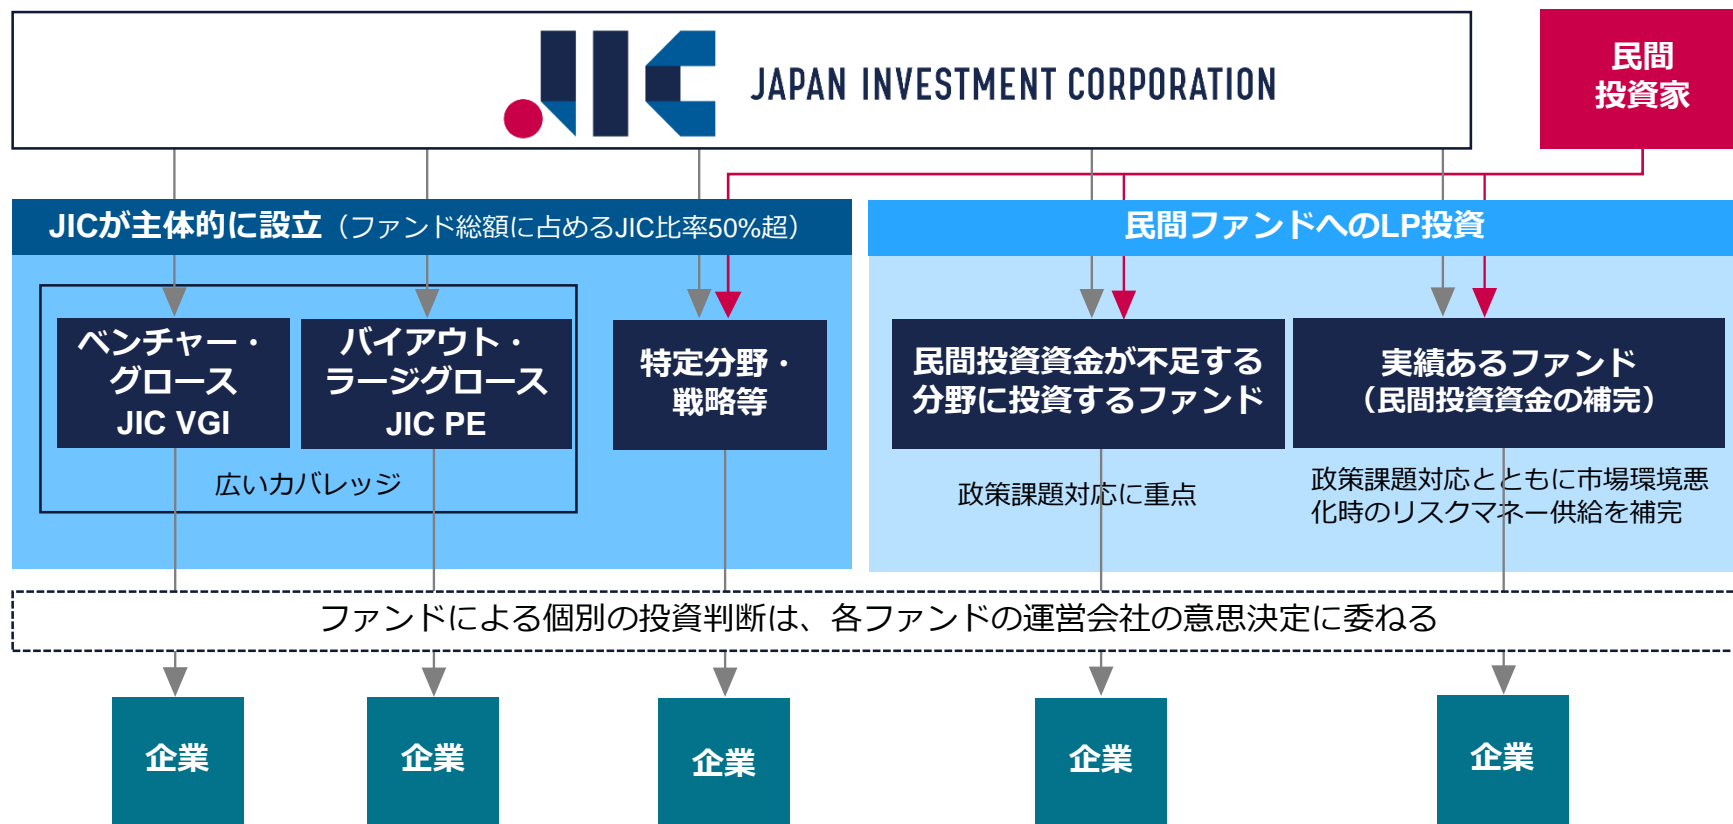 JIC
JAPAN INVESTMENT CORPORATION
民間
投資家
JICが主体的に設立（ファンド総額に占めるJIC比率50%超）
民間ファンドへのLP投資
ベンチャー・
グロース
JIC VGI
バイアウト・
ラージグロース
JIC PE
広いカバレッジ
特定分野・
戦略等
民間投資資金が不足する
分野に投資するファンド
政策課題対応に重点
実績あるファンド
（民間投資資金の補完）
政策課題対応とともに市場環境悪
化時のリスクマネー供給を補完
ファンドによる個別の投資判断は、各ファンドの運営会社の意思決定に委ねる
企業
企業
企業
企業
企業